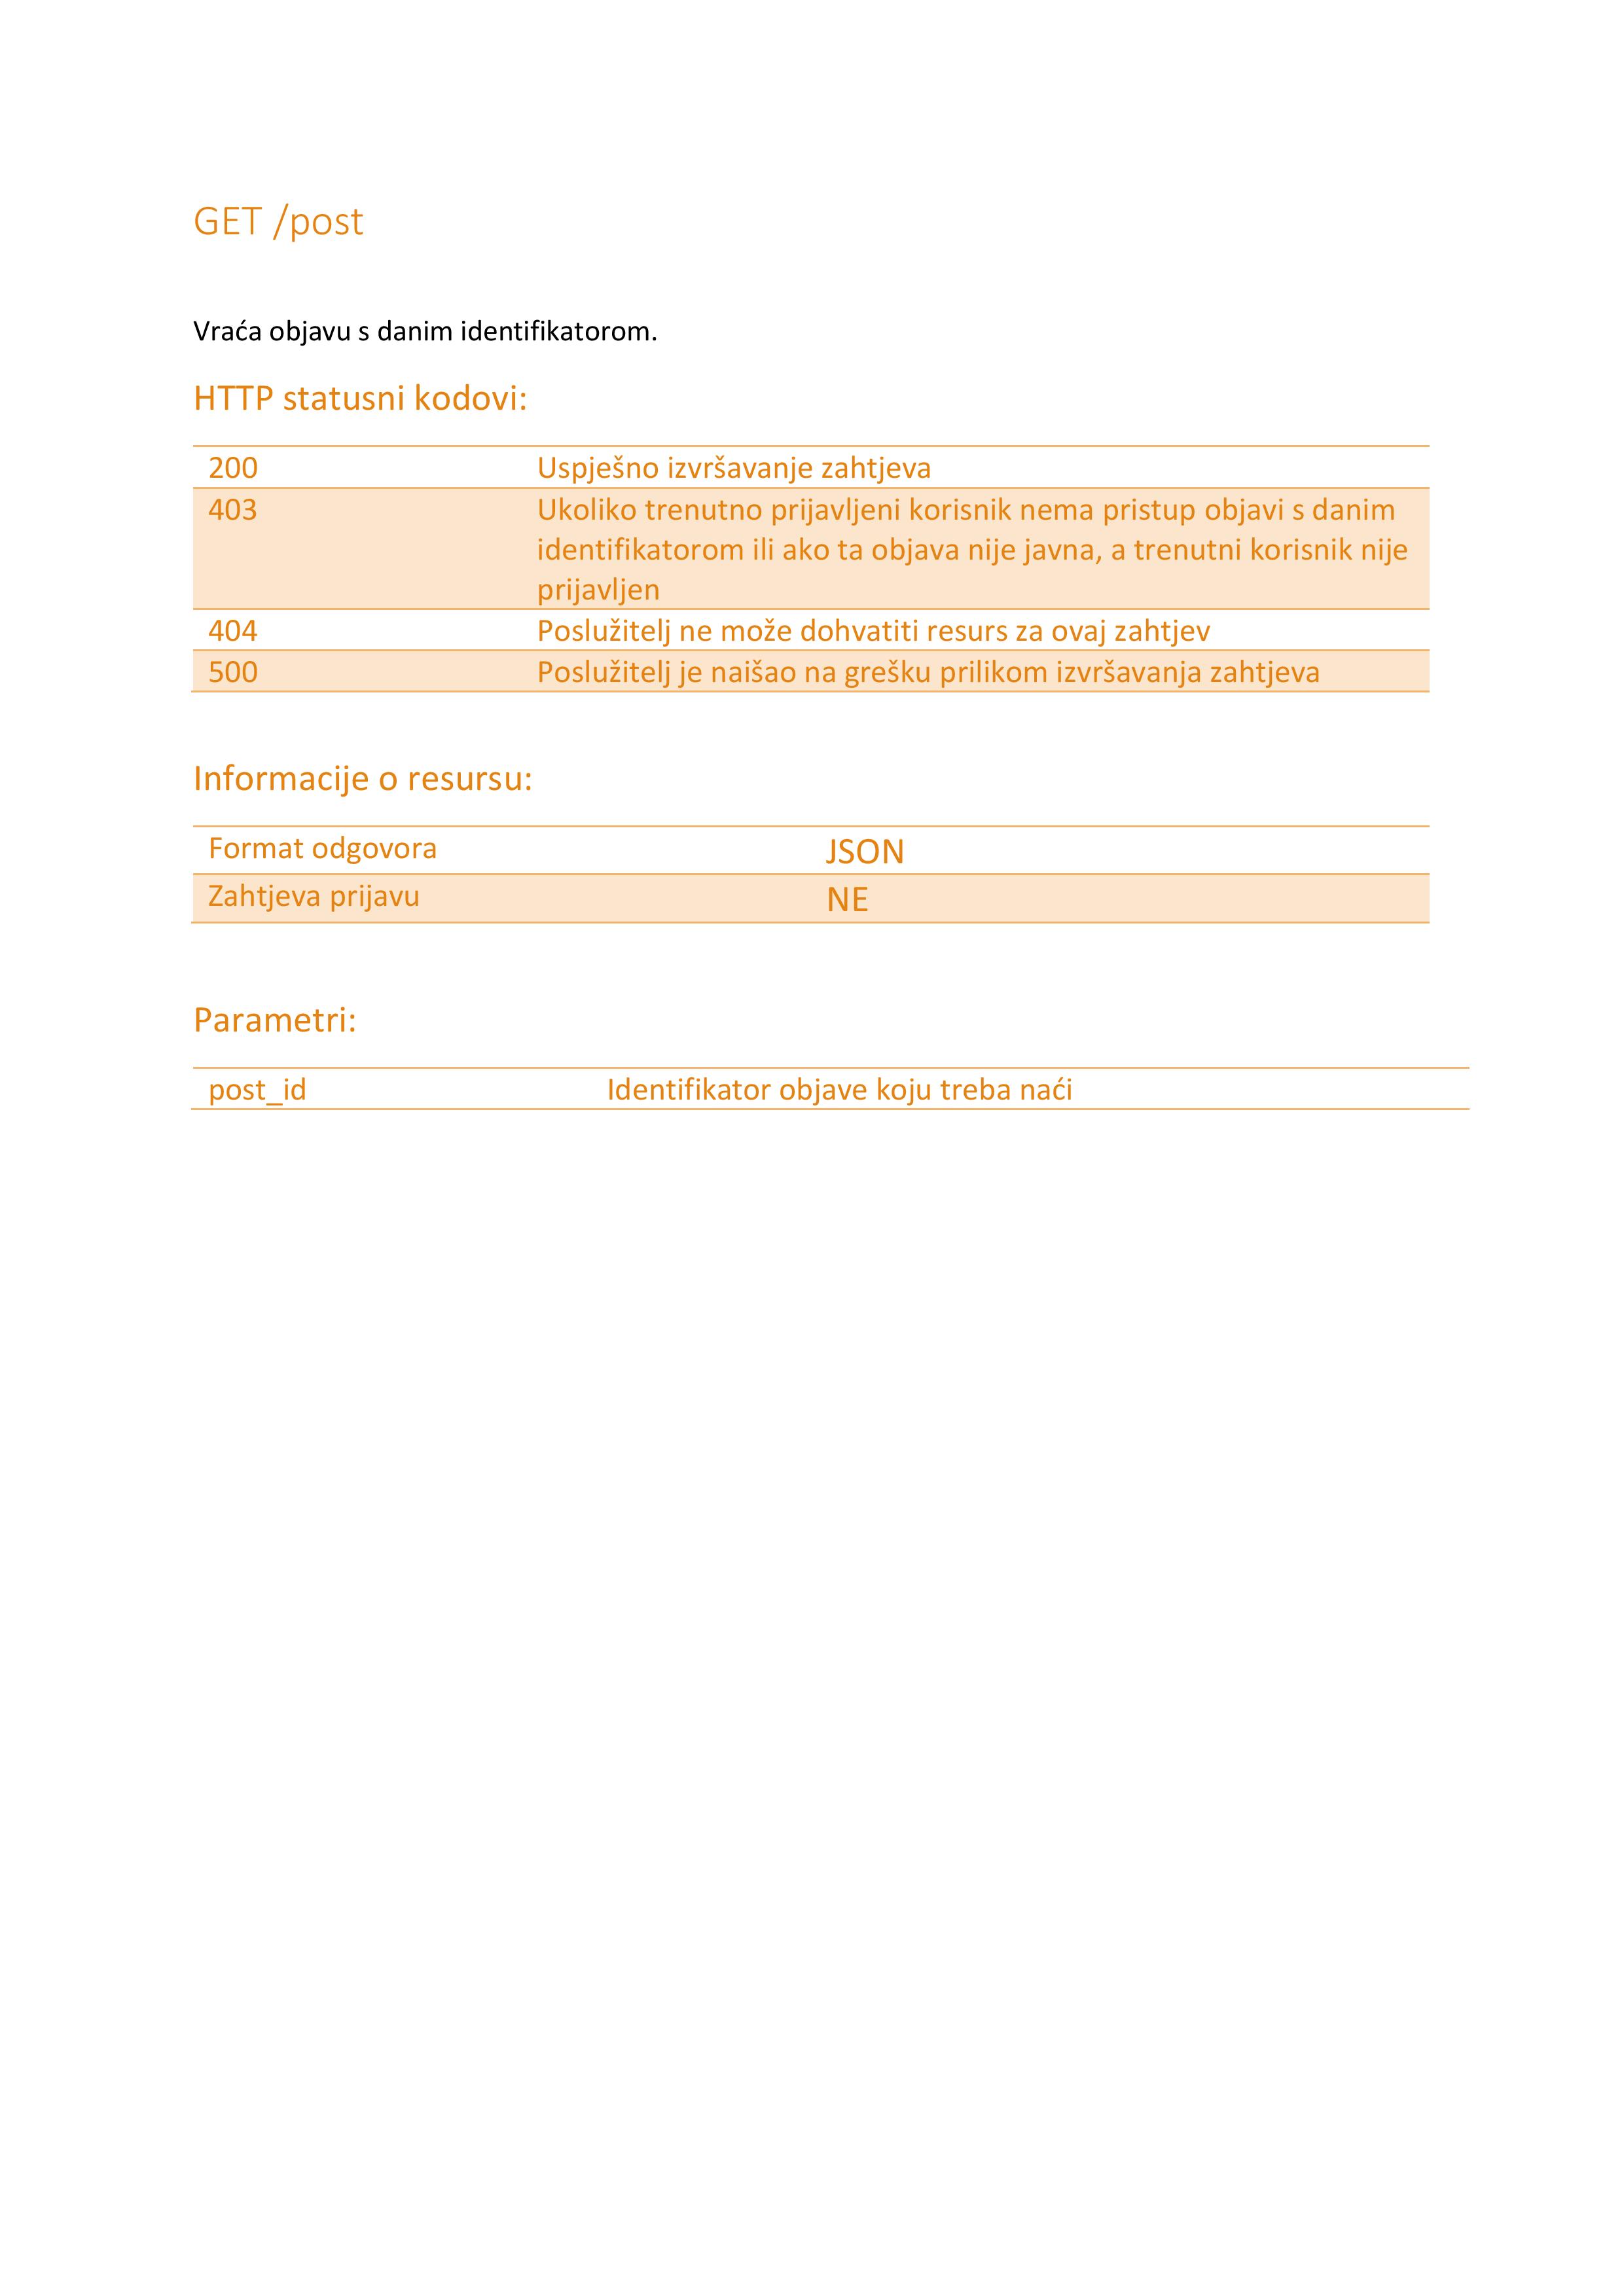 GET /post
Vraća objavu s danim identifikatorom.
HTTP statusni kodovi:
200 Uspješno izvršavanje zahtjeva
403 Ukoliko trenutno prijavljeni korisnik nema pristup objavi s danim
identifikatorom ili ako ta objava nije javna, a trenutni korisnik nije
prijavljen
404 Poslužitelj ne može dohvatiti resurs za ovaj zahtjev
500 Poslužitelj je naišao na grešku prilikom izvršavanja zahtjeva
Informacije o resursu:
Format odgovora JSON
Zahtjeva prijavu NE
Parametri:
post_id Identifikator objave koju treba naći